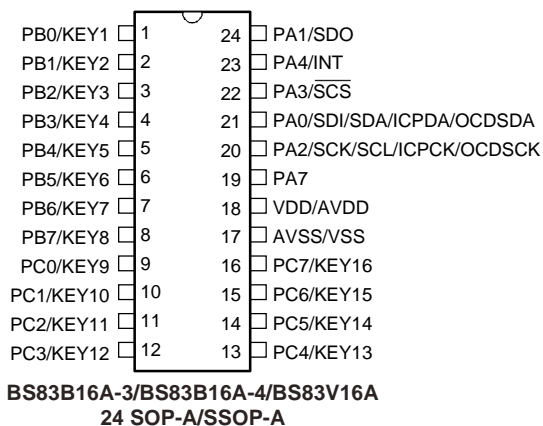 PB0/KEY1 1 24 PA1/SDO
PB1/KEY2 2 23 PA4/INT
PB2/KEY3 3 22 PA3/SCS
PB3/KEY4 4 21 PA0/SDI/SDA/ICPDA/OCDSDA
PB4/KEY5 5 20 PA2/SCK/SCL/ICPCK/OCDSCK
PB5/KEY6 6 19 PA7
PB6/KEY7 7 18 VDD/AVDD
PB7/KEY8 8 17 AVSS/VSS
PC0/KEY9 9 16 PC7/KEY16
PC1/KEY10 10 15 PC6/KEY15
PC2/KEY11 11 14 PC5/KEY14
PC3/KEY12 12 13 PC4/KEY13
BS83B16A-3/BS83B16A-4/BS83V16A
24 SOP-A/SSOP-A